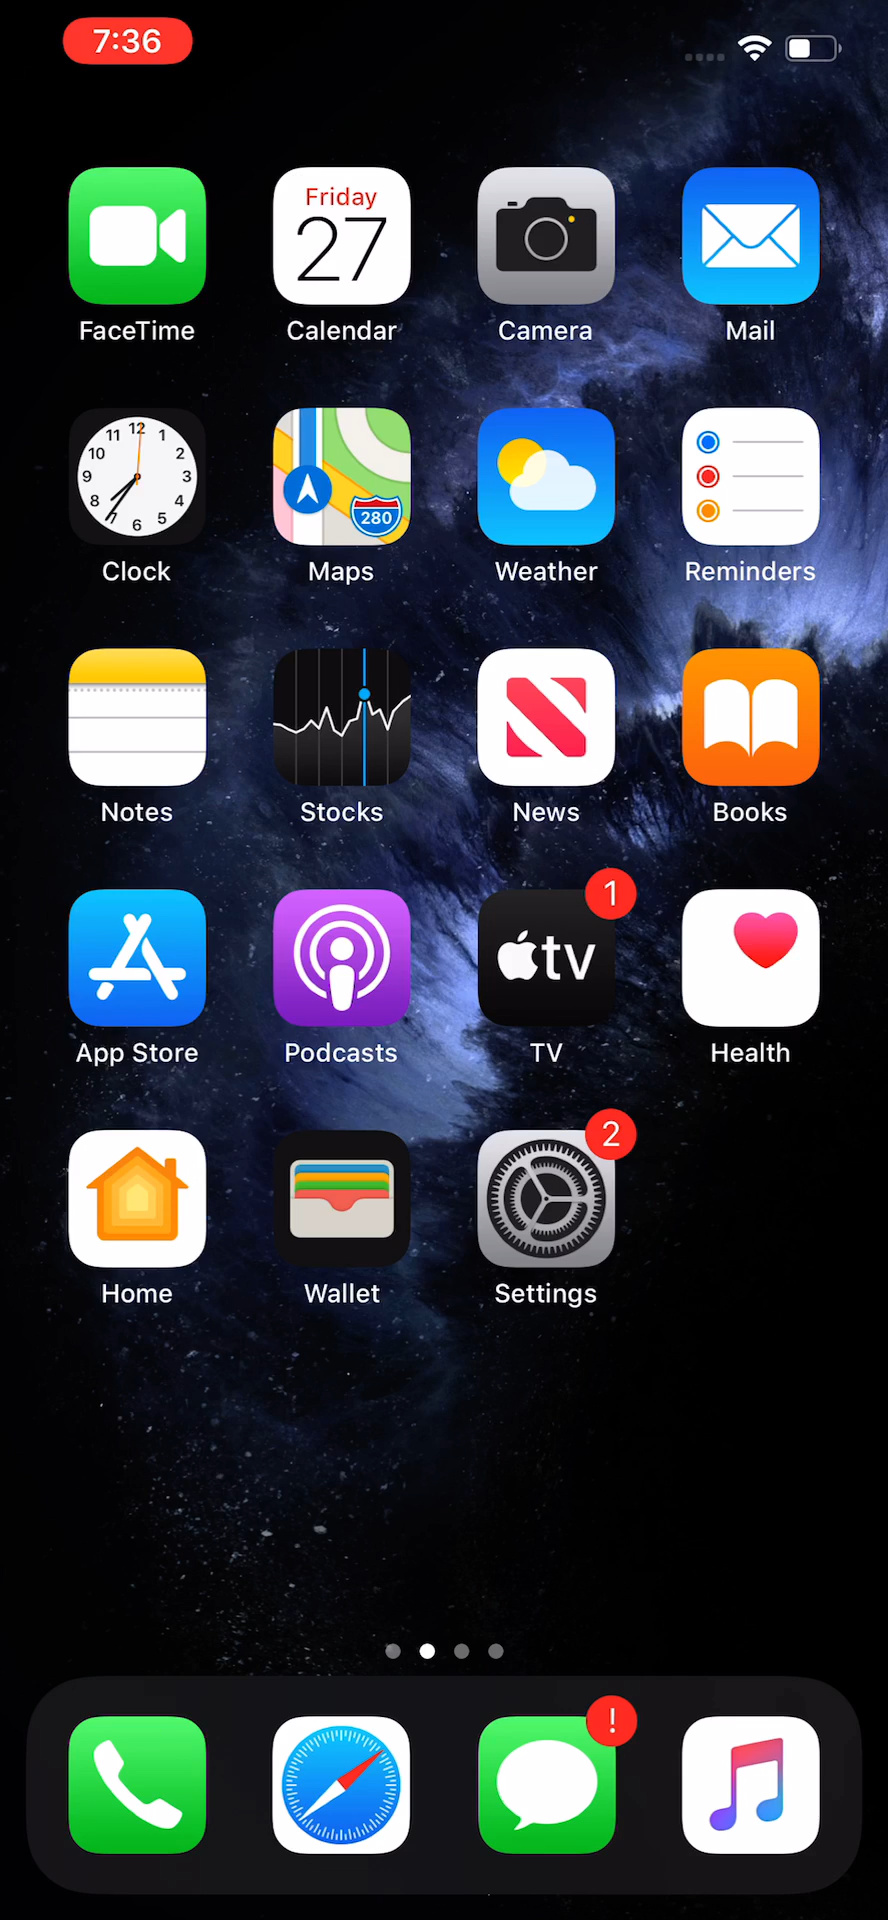 7:36
Friday
27
FaceTime
Calendar
Camera
Mail
12
11
1
10
2
9
3
8
4
7
5
6
280
Clock
Maps
Weather
Reminders
Notes
Stocks
News
Books
1
tv
App Store
Podcasts
TV
Health
2
Home
Wallet
Settings
!